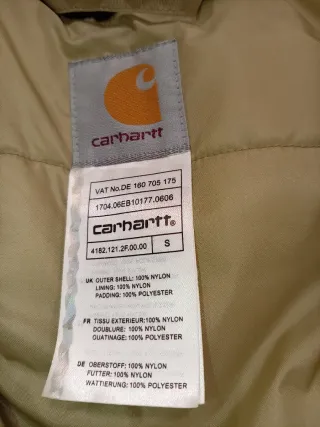 carhartt
VAT No.DE 160 705 175
1704.06EB10177.0606
carhartt®
4182.121.2F.00.00 S
UK OUTER SHELL: 100% NYLON
LINING: 100% NYLON
PADDING: 100% POLYESTER
FR TISSU EXTERIEUR: 100% NYLON
DOUBLURE: 100% NYLON
OUATINAGE: 100% POLYESTER
DE OBERSTOFF: 100% NYLON
FUTTER: 100% NYLON
WATTIERUNG: 100% POLYESTER